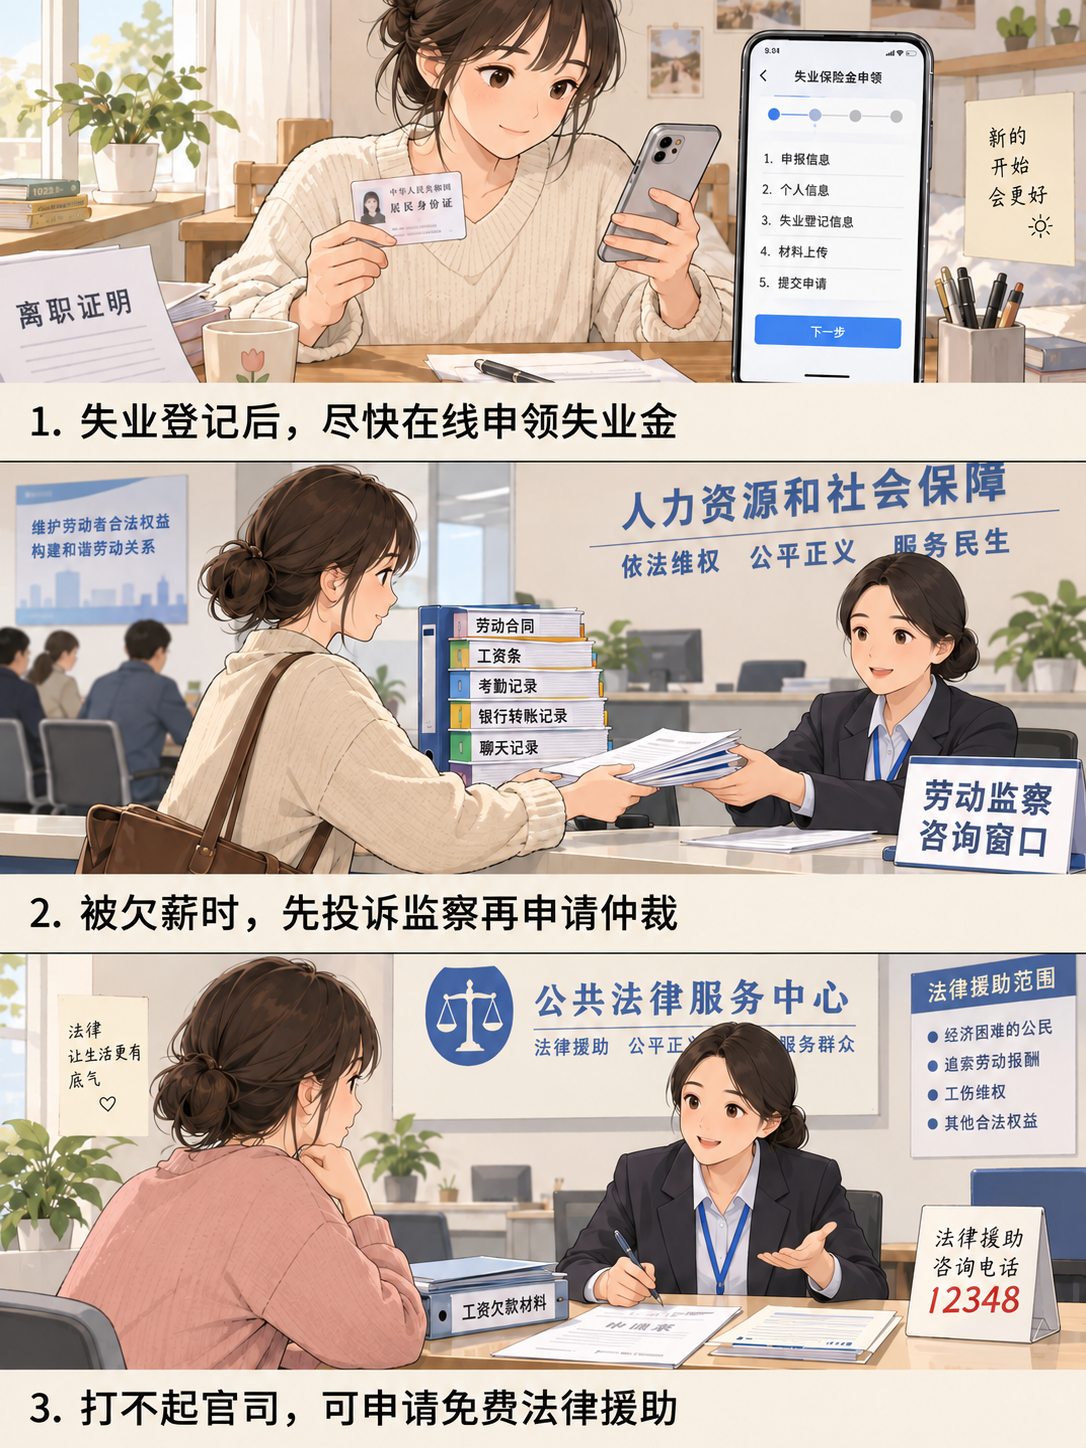 1022
离职证明
中华人民共和国
居民身份证
9:04
失业保险金申领
1. 申报信息
2. 个人信息
3. 失业登记信息
4. 材料上传
5. 提交申请
下一步
新的
开始
会更好
1. 失业登记后，尽快在线申领失业金
维护劳动者合法权益
构建和谐劳动关系
人力资源和社会保障
依法维权 公平正义 服务民生
劳动合同
工资条
考勤记录
银行转账记录
聊天记录
劳动监察
咨询窗口
2. 被欠薪时，先投诉监察再申请仲裁
法律
让生活更有
底气
公共法律服务中心
法律援助 公平正义 服务群众
法律援助范围
经济困难的公民
追索劳动报酬
工伤维权
其他合法权益
工资欠款材料
法律援助
咨询电话
12348
3. 打不起官司，可申请免费法律援助